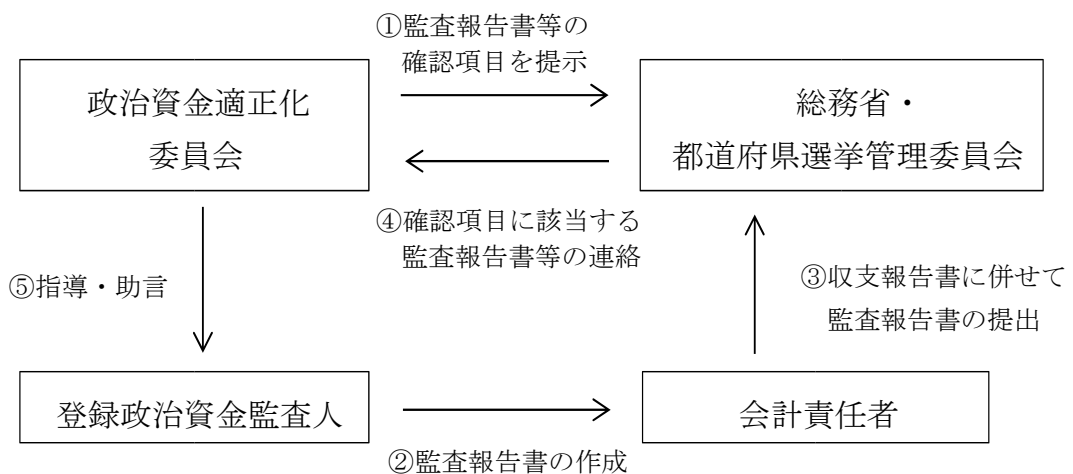 ①監査報告書等の
確認項目を提示
政治資金適正化
委員会
総務省・
都道府県選挙管理委員会
④確認項目に該当する
監査報告書等の連絡
⑤指導・助言
③収支報告書に併せて
監査報告書の提出
登録政治資金監査人
会計責任者
②監査報告書の作成